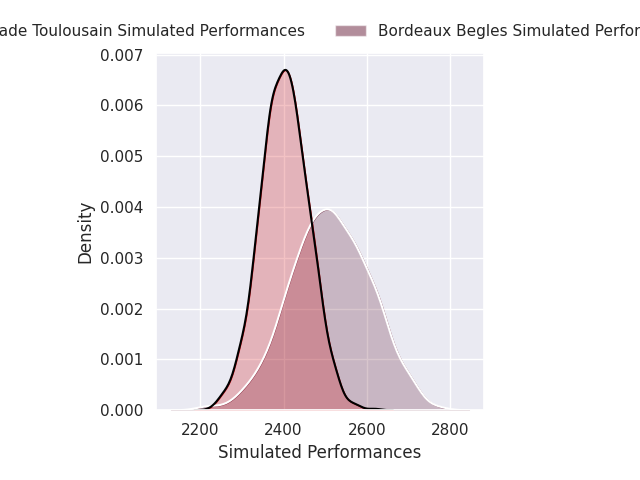 ade Toulousain Simulated Performances
Bordeaux Begles Simulated Perfor
0.007
0.006
0.005
0.004
0.003
0.002
0.001
0.000
Density
2200 2400 2600 2800
Simulated Performances